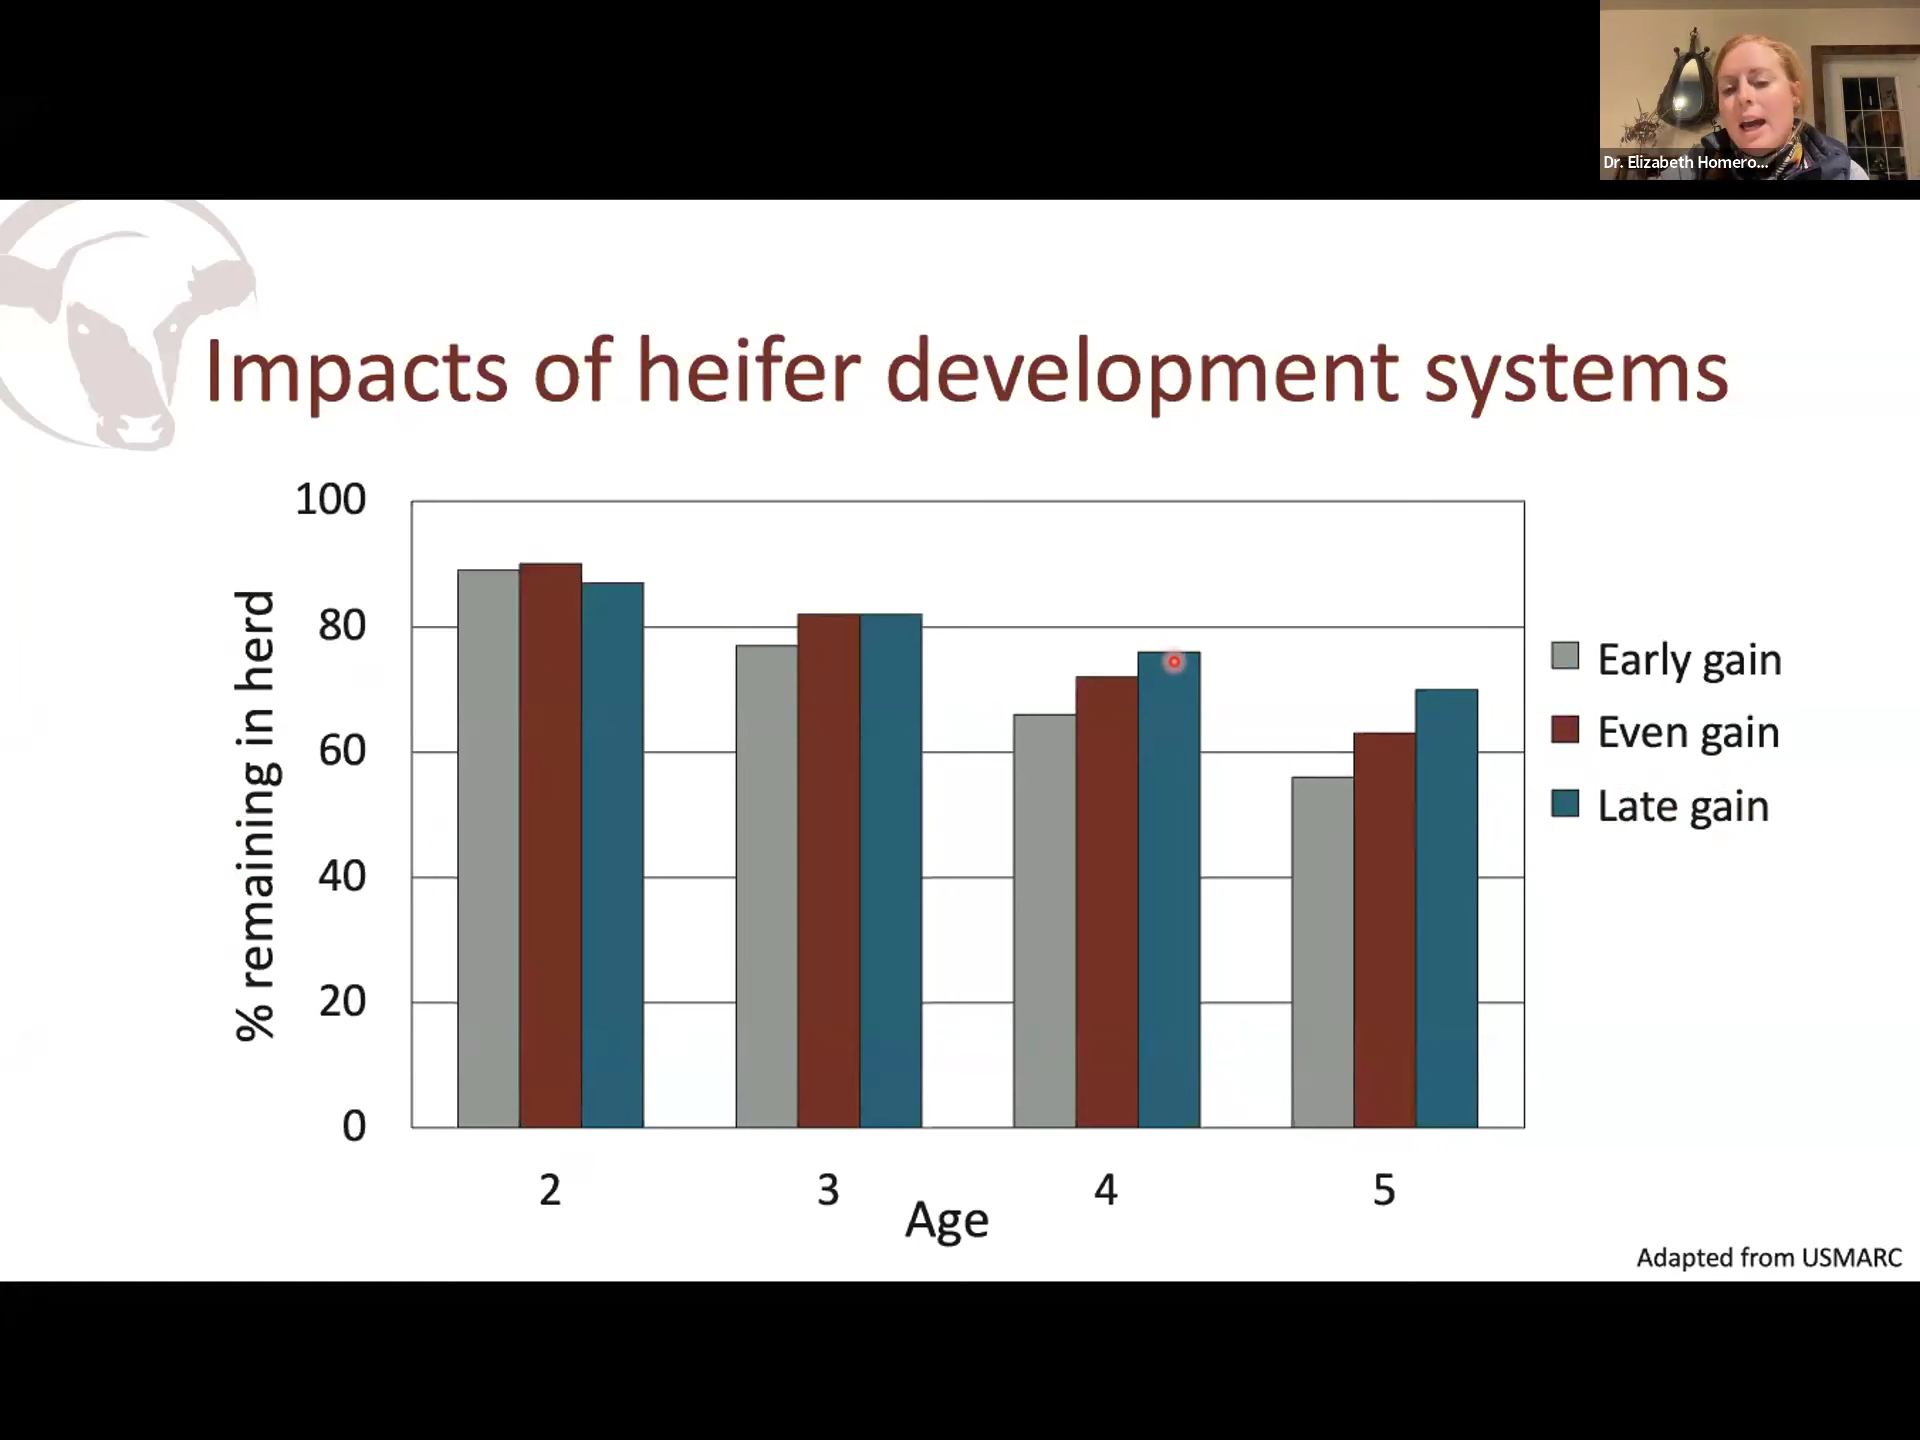 Dr. Elizabeth Homero...
Impacts of heifer development systems
100
80
60
40
20
0
% remaining in herd
2
3
4
5
Age
Early gain
Even gain
Late gain
Adapted from USMARC